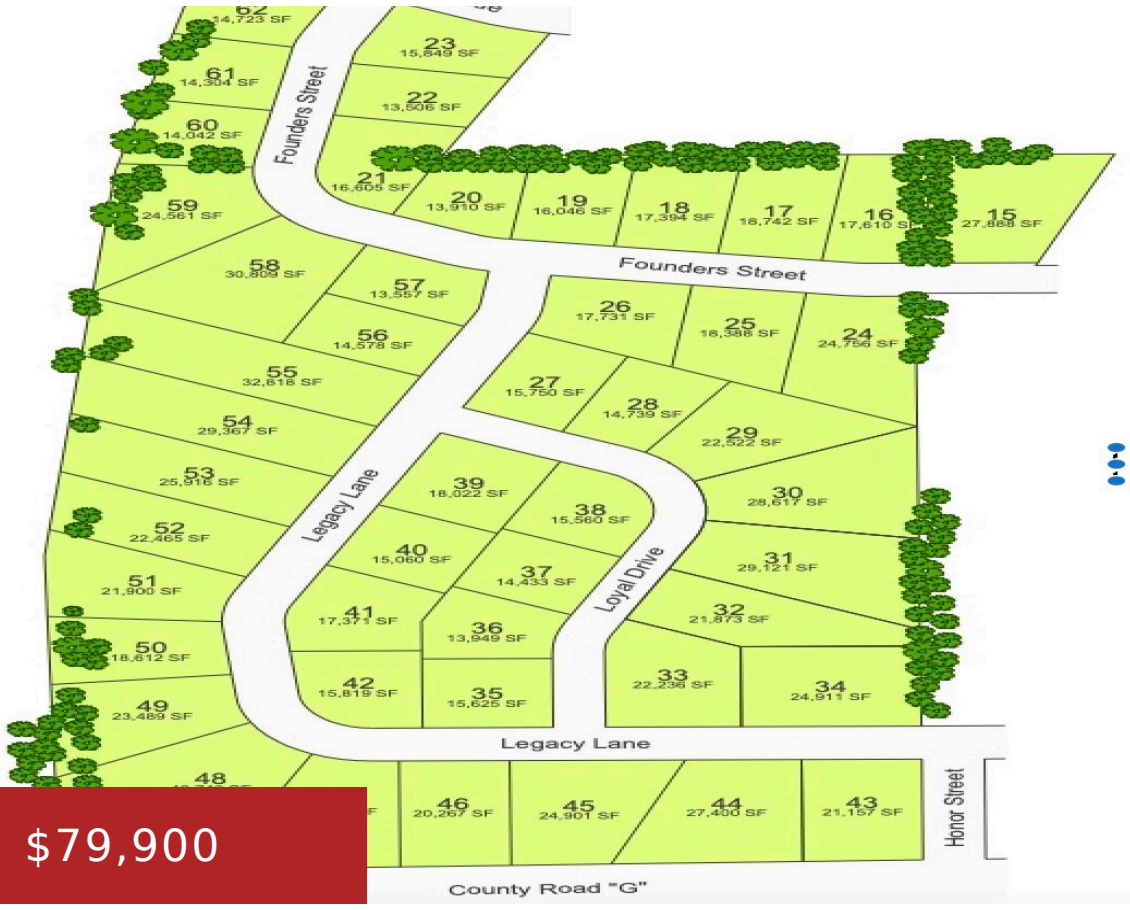 62
14,723 SF
23
15,849 SF
61
14,304 SF
22
13,506 SF
Founders Street
60
14,042 SF
21
16,605 SF
20
13,910 SF
19
16,046 SF
18
17,394 SF
17
18,742 SF
16
17,610 SF
15
27,888 SF
59
24,561 SF
Founders Street
58
30,809 SF
57
13,557 SF
26
17,731 SF
25
18,388 SF
24
24,756 SF
56
14,578 SF
55
32,818 SF
27
15,750 SF
28
14,739 SF
54
29,367 SF
29
22,522 SF
53
25,916 SF
Legacy Lane
39
18,022 SF
38
15,560 SF
30
28,617 SF
52
22,465 SF
40
15,060 SF
37
14,433 SF
31
29,121 SF
51
21,900 SF
Loyal Drive
41
17,371 SF
36
13,949 SF
32
21,873 SF
50
18,612 SF
42
15,819 SF
35
15,625 SF
33
22,236 SF
34
24,911 SF
49
23,489 SF
Legacy Lane
48
46
20,267 SF
45
24,901 SF
44
27,400 SF
43
21,157 SF
Honor Street
$79,900
County Road "G"